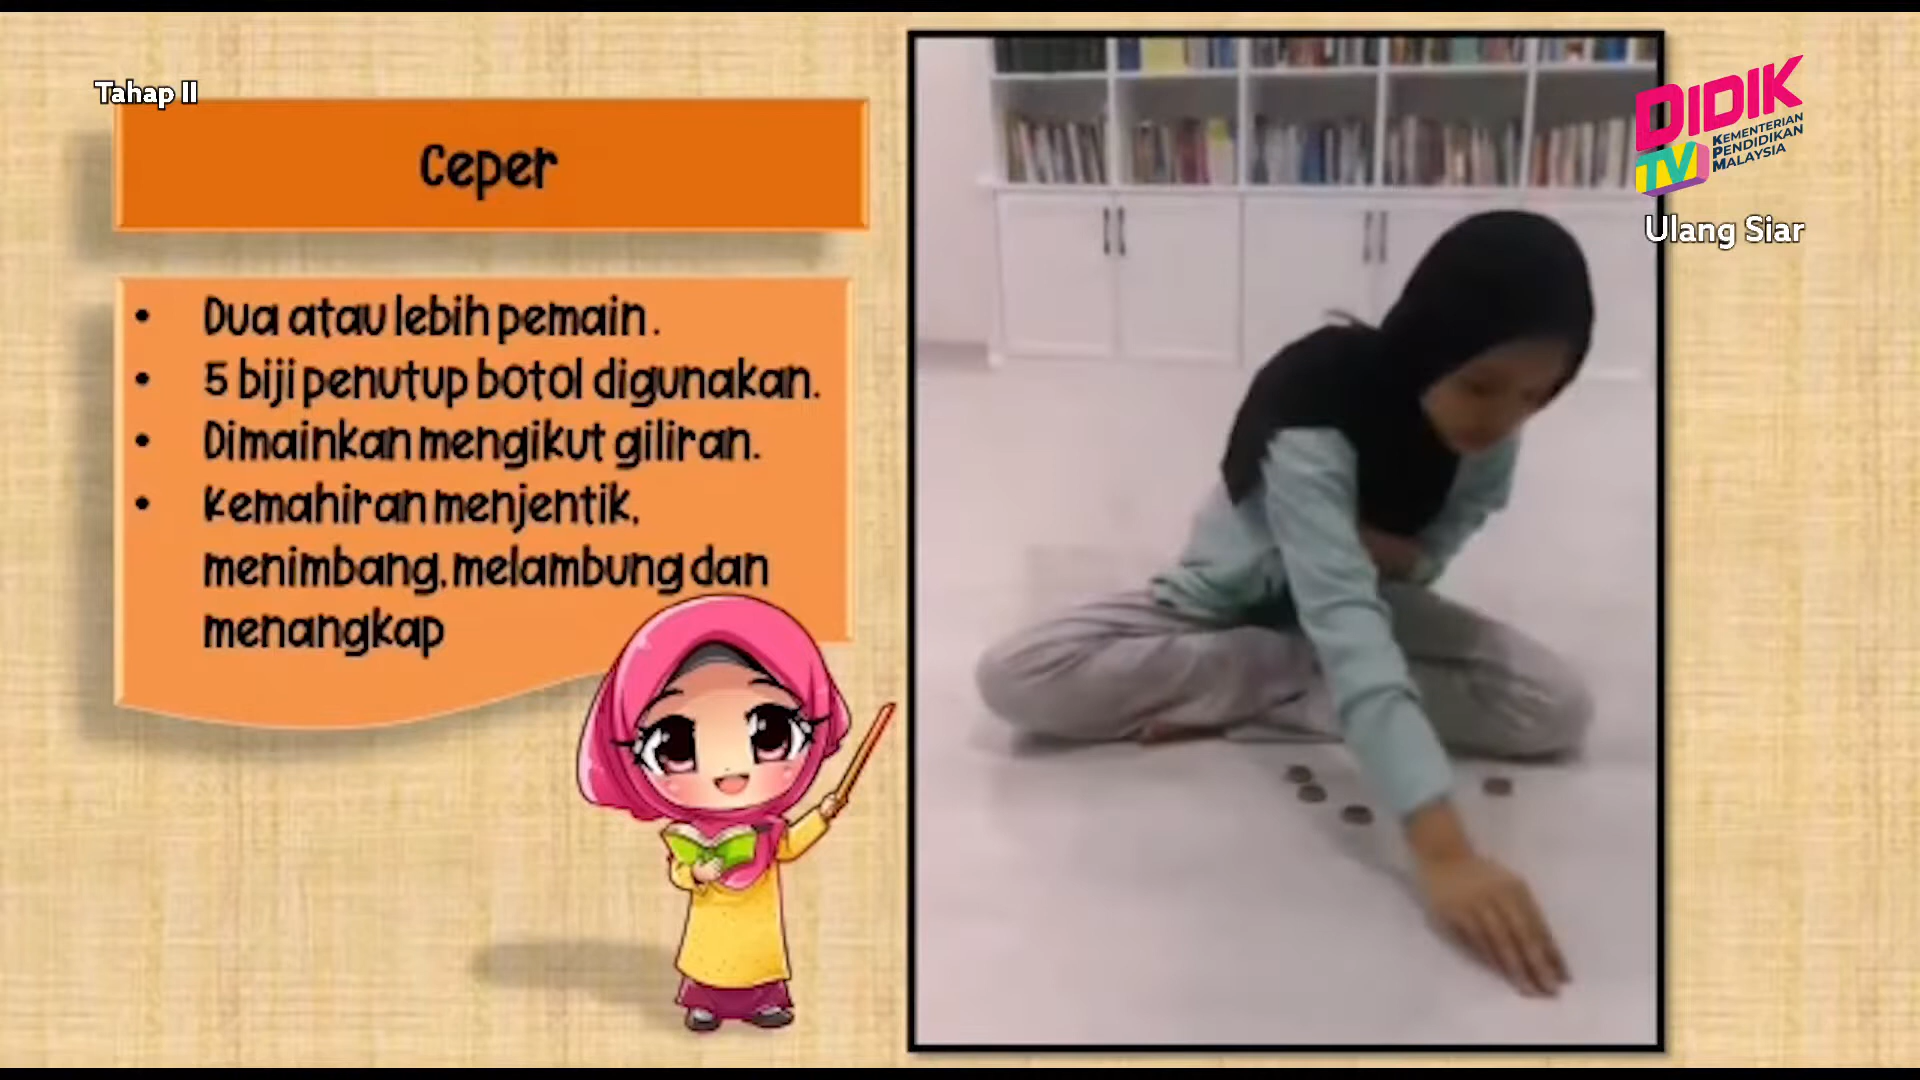 Tahap II
Ceper
• Dua atau lebih pemain.
• 5 biji penutup botol digunakan.
• Dimainkan mengikut giliran.
• Kemahiran menjentik,
menimbang, melambung dan
menangkap
DIDIK
TV
KEMENTERIAN
PENDIDIKAN
MALAYSIA
Ulang Siar